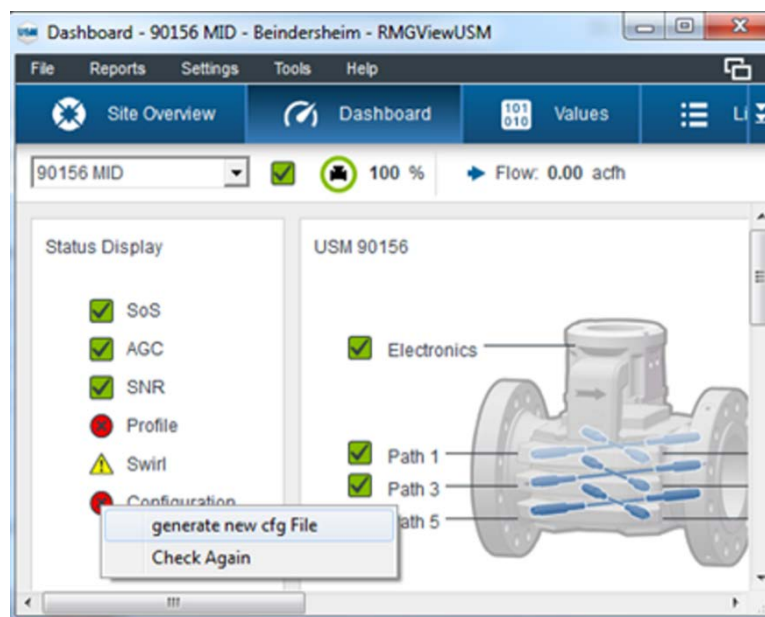 USM Dashboard - 90156 MID - Beindersheim - RMGViewUSM
File Reports Settings Tools Help
Site Overview Dashboard 101 010 Values Li
90156 MID 100 % Flow: 0.00 acfh
Status Display
USM 90156
SoS
AGC
SNR
Profile
Swirl
Configuration
generate new cfg File
Check Again
Electronics
Path 1
Path 3
Path 5